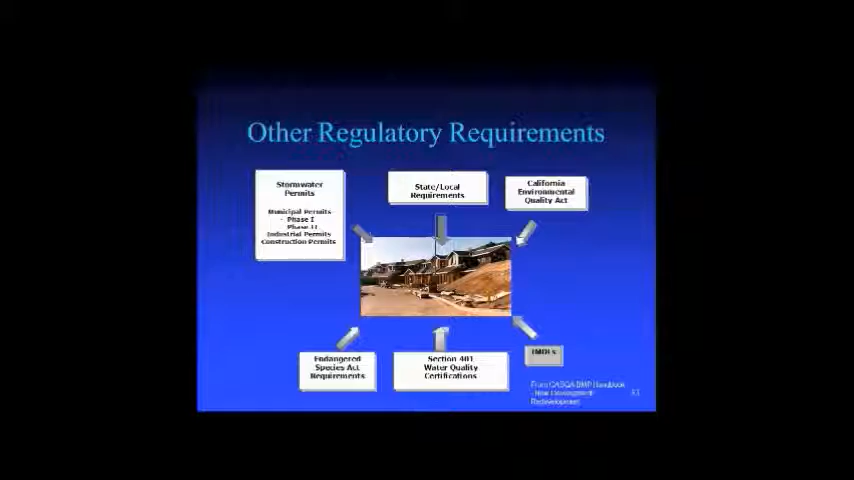 Other Regulatory Requirements
Stormwater
Permits
Municipal Permits
- Phase I
- Phase II
Industrial Permits
Construction Permits
State/Local
Requirements
California
Environmental
Quality Act
Endangered
Species Act
Requirements
Section 401
Water Quality
Certifications
TMDLs
From CASQA BMP Handbook
- New Development
Redevelopment